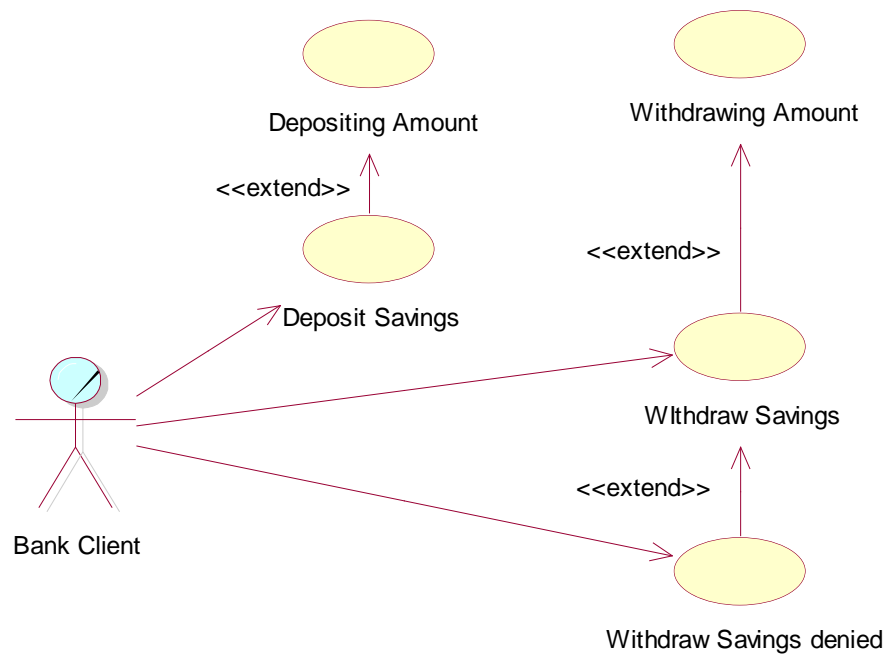 Depositing Amount
Withdrawing Amount
<<extend>>
<<extend>>
Deposit Savings
WIthdraw Savings
<<extend>>
Bank Client
Withdraw Savings denied